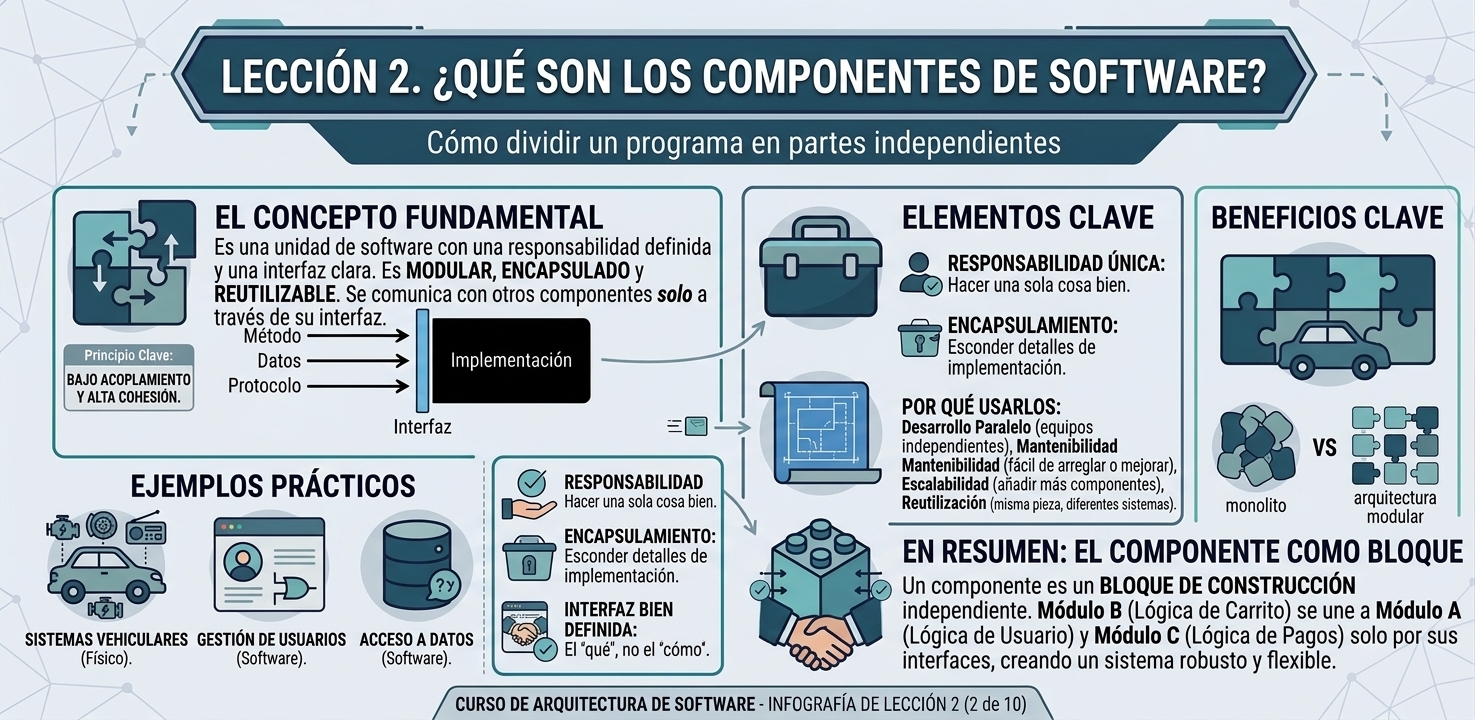 LECCIÓN 2. ¿QUÉ SON LOS COMPONENTES DE SOFTWARE?
Cómo dividir un programa en partes independientes
EL CONCEPTO FUNDAMENTAL
Es una unidad de software con una responsabilidad definida
y una interfaz clara. Es MODULAR, ENCAPSULADO y
REUTILIZABLE. Se comunica con otros componentes solo a
través de su interfaz.
Principio Clave:
BAJO ACOPLAMIENTO
Y ALTA COHESIÓN.
Método
Datos
Protocolo
Implementación
Interfaz
EJEMPLOS PRÁCTICOS
SISTEMAS VEHICULARES
(Físico).
GESTIÓN DE USUARIOS
(Software).
?y
ACCESO A DATOS
(Software).
RESPONSABILIDAD
Hacer una sola cosa bien.
ENCAPSULAMIENTO:
Esconder detalles de
implementación.
INTERFAZ BIEN
DEFINIDA:
El "qué", no el "cómo".
ELEMENTOS CLAVE
RESPONSABILIDAD ÚNICA:
Hacer una sola cosa bien.
ENCAPSULAMIENTO:
Esconder detalles de
implementación.
POR QUÉ USARLOS:
Desarrollo Paralelo (equipos
independientes), Mantenibilidad
Mantenibilidad (fácil de arreglar o mejorar),
Escalabilidad (añadir más componentes),
Reutilización (misma pieza, diferentes sistemas).
BENEFICIOS CLAVE
monolito
VS
arquitectura
modular
EN RESUMEN: EL COMPONENTE COMO BLOQUE
Un componente es un BLOQUE DE CONSTRUCCIÓN
independiente. Módulo B (Lógica de Carrito) se une a Módulo A
(Lógica de Usuario) y Módulo C (Lógica de Pagos) solo por sus
interfaces, creando un sistema robusto y flexible.
CURSO DE ARQUITECTURA DE SOFTWARE - INFOGRAFÍA DE LECCIÓN 2 (2 de 10)